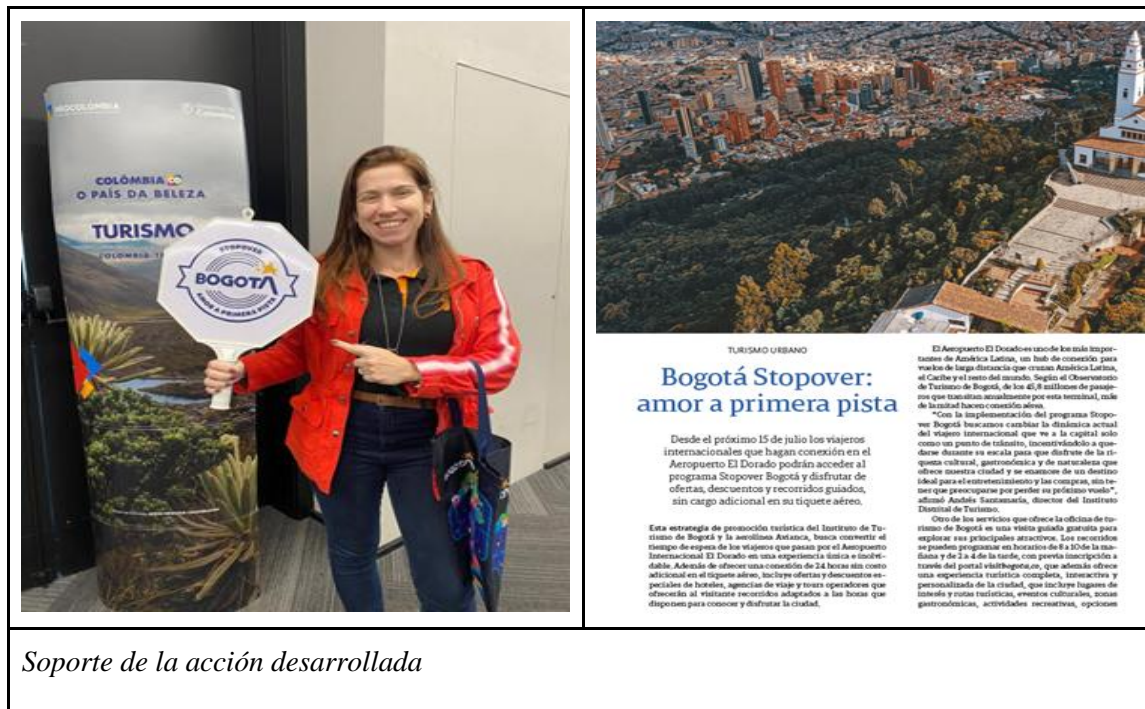 PROCOLOMBIA
COLÔMBIA
O PAÍS DA BELEZA
TURISMO
STOPOVER
BOGOTÁ
AMOR A PRIMERA PISTA
TURISMO URBANO
Bogotá Stopover:
amor a primera pista
Desde el próximo 15 de julio los viajeros
internacionales que hagan conexión en el
Aeropuerto El Dorado podrán acceder al
programa Stopover Bogotá y disfrutar de
ofertas, descuentos y recorridos guiados,
sin cargo adicional en su tiquete aéreo.
Esta estrategia de promoción turística del Instituto de Tu-
rismo de Bogotá y la aerolínea Avianca, busca convertir el
tiempo de espera de los viajeros que pasan por el Aeropuerto
Internacional El Dorado en una experiencia única e inolvi-
dable. Además de ofrecer una conexión de 24 horas sin costo
adicional en el tiquete aéreo, incluye ofertas y descuentos es-
peciales de hoteles, agencias de viaje y tours operadores que
ofrecerán al visitante recorridos adaptados a las horas que
disponen para conocer y disfrutar la ciudad.
El Aeropuerto El Dorado es uno de los más impor-
tantes de América Latina, un hub de conexión para
vuelos de larga distancia que cruzan América Latina,
el Caribe y el resto del mundo. Según el Observatorio
de Turismo de Bogotá, de los 45,8 millones de pasaje-
ros que transitan anualmente por esta terminal, más
de la mitad hacen conexión aérea.
"Con la implementación del programa Stopo-
ver Bogotá buscamos cambiar la dinámica actual
del viajero internacional que ve a la capital solo
como un punto de tránsito, incentivándolo a que-
darse durante su escala para que disfrute de la ri-
queza cultural, gastronómica y de naturaleza que
ofrece nuestra ciudad y se enamore de un destino
ideal para el entretenimiento y las compras, sin te-
ner que preocuparse por perder su próximo vuelo",
afirmó Andrés Santamaría, director del Instituto
Distrital de Turismo.
Otro de los servicios que ofrece la oficina de tu-
rismo de Bogotá es una visita guiada gratuita para
explorar sus principales atractivos. Los recorridos
se pueden programar en horarios de 8 a 10 de la ma-
ñana y de 2 a 4 de la tarde, con previa inscripción a
través del portal visitbogota.co, que además ofrece
una experiencia turística completa, interactiva y
personalizada de la ciudad, que incluye lugares de
interés y rutas turísticas, eventos culturales, zonas
gastronómicas, actividades recreativas, opciones
Soporte de la acción desarrollada